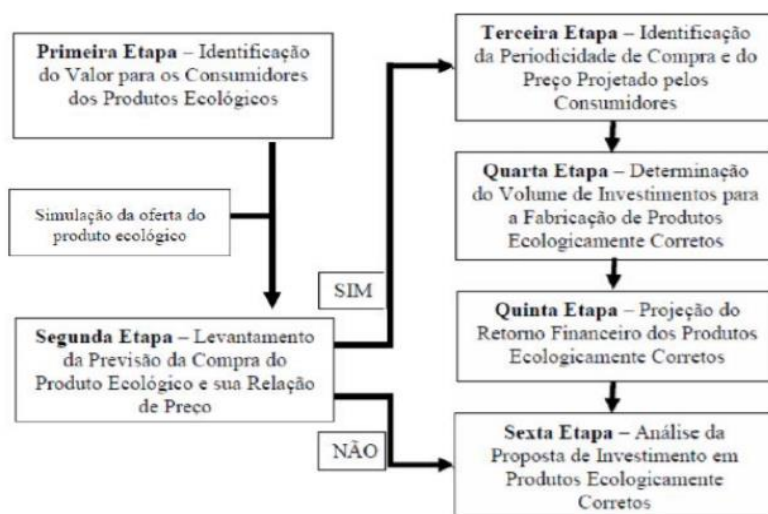 Primeira Etapa – Identificação
do Valor para os Consumidores
dos Produtos Ecológicos
Simulação da oferta do
produto ecológico
Segunda Etapa – Levantamento
da Previsão da Compra do
Produto Ecológico e sua Relação
de Preço
SIM
NÃO
Terceira Etapa – Identificação
da Periodicidade de Compra e do
Preço Projetado pelos
Consumidores
Quarta Etapa – Determinação
do Volume de Investimentos para
a Fabricação de Produtos
Ecologicamente Corretos
Quinta Etapa – Projeção do
Retorno Financeiro dos Produtos
Ecologicamente Corretos
Sexta Etapa – Análise da
Proposta de Investimento em
Produtos Ecologicamente
Corretos